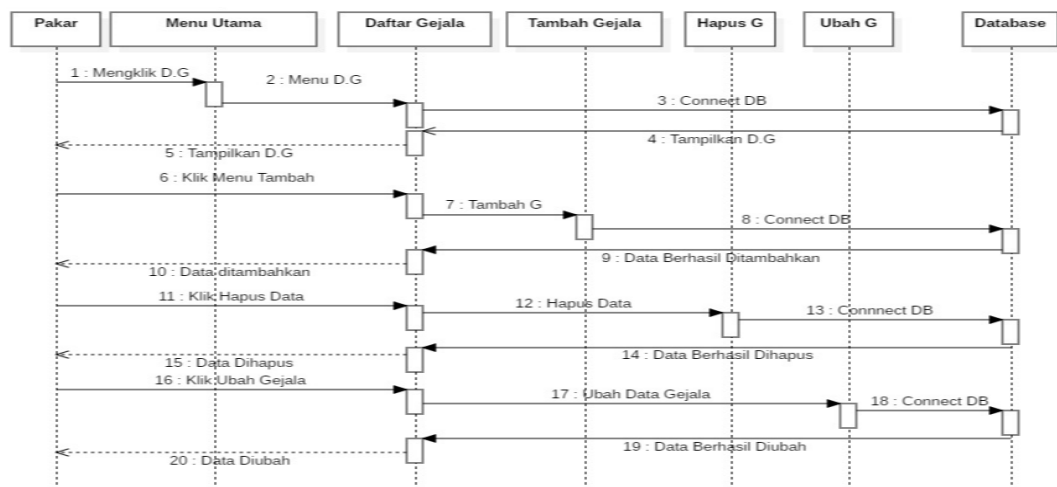 Pakar
Menu Utama
Daftar Gejala
Tambah Gejala
Hapus G
Ubah G
Database
1 : Mengklik D.G
2 : Menu D.G
3 : Connect DB
4 : Tampilkan D.G
5 : Tampilkan D.G
6 : Klik Menu Tambah
7 : Tambah G
8 : Connect DB
9 : Data Berhasil Ditambahkan
10 : Data ditambahkan
11 : Klik Hapus Data
12 : Hapus Data
13 : Connnect DB
14 : Data Berhasil Dihapus
15 : Data Dihapus
16 : Klik Ubah Gejala
17 : Ubah Data Gejala
18 : Connect DB
19 : Data Berhasil Diubah
20 : Data Diubah